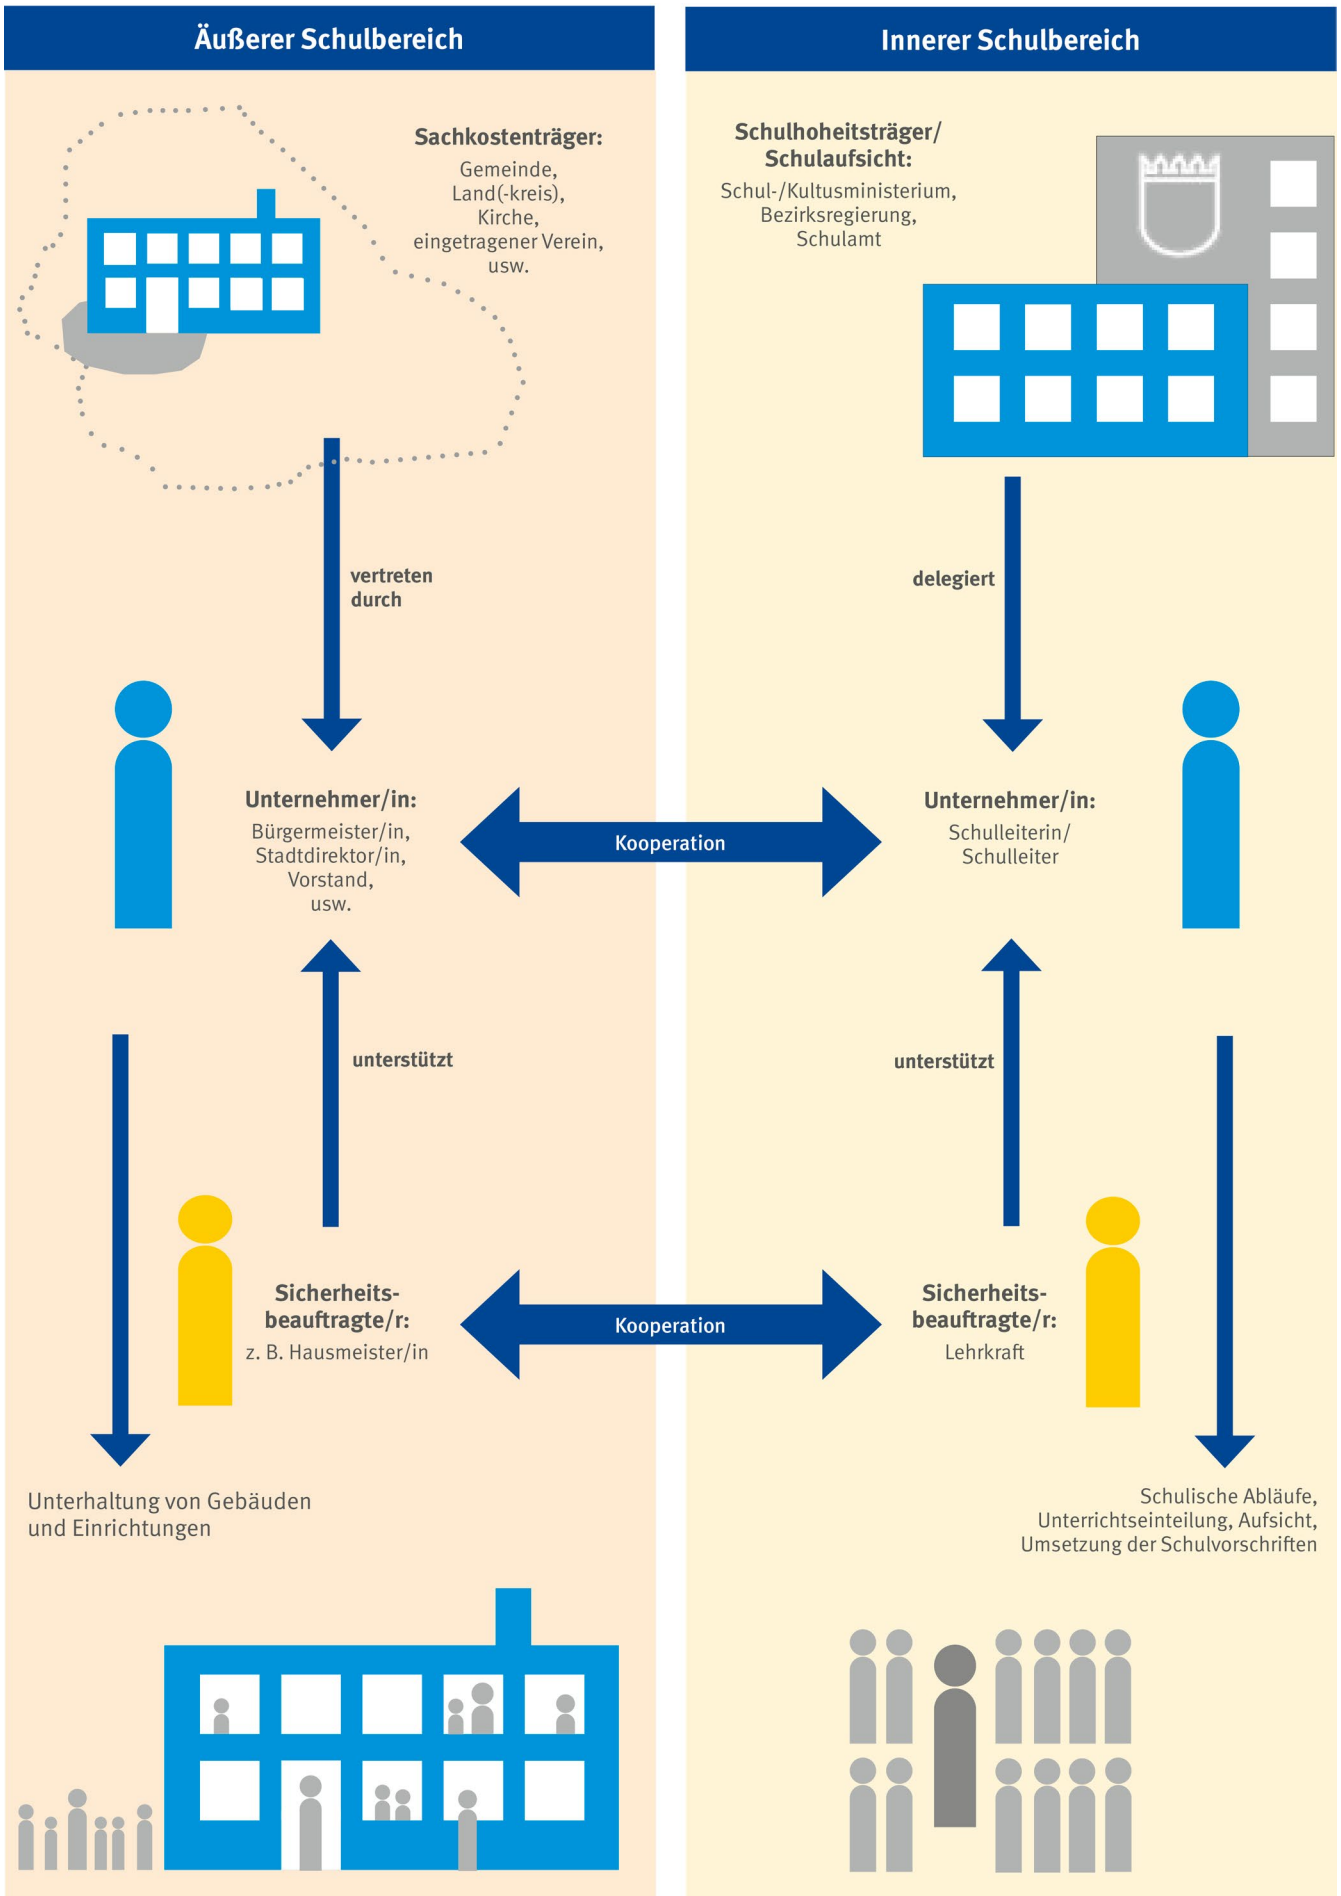 Äußerer Schulbereich
Sachkostenträger:
Gemeinde,
Land(-kreis),
Kirche,
eingetragener Verein,
usw.
vertreten
durch
Unternehmer/in:
Bürgermeister/in,
Stadtdirektor/in,
Vorstand,
usw.
Kooperation
unterstützt
Sicherheits-
beauftragte/r:
z. B. Hausmeister/in
Kooperation
Unterhaltung von Gebäuden
und Einrichtungen
Innerer Schulbereich
Schulhoheitsträger/
Schulaufsicht:
Schul-/Kultusministerium,
Bezirksregierung,
Schulamt
delegiert
Unternehmer/in:
Schulleiterin/
Schulleiter
unterstützt
Sicherheits-
beauftragte/r:
Lehrkraft
Schulische Abläufe,
Unterrichtseinteilung, Aufsicht,
Umsetzung der Schulvorschriften